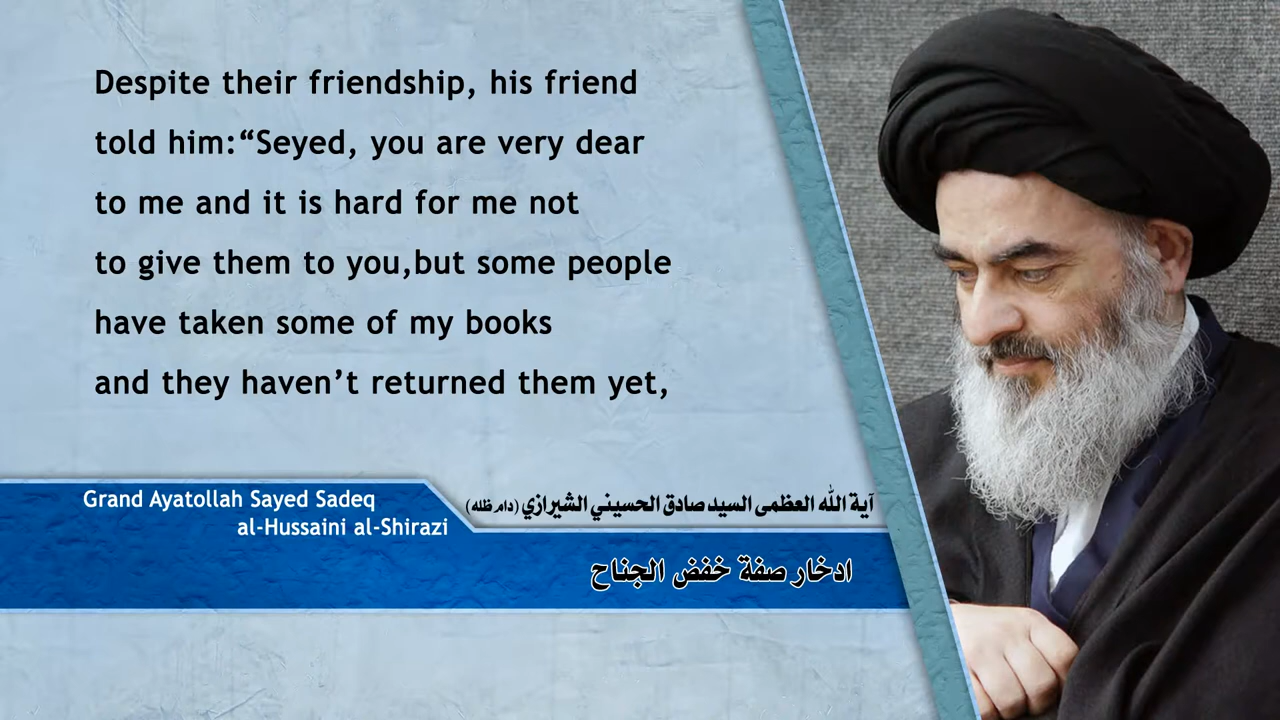 Despite their friendship, his friend
told him:“Seyed, you are very dear
to me and it is hard for me not
to give them to you,but some people
have taken some of my books
and they haven’t returned them yet,
Grand Ayatollah Sayed Sadeq
al-Hussaini al-Shirazi
آية الله العظمى السيد صادق الحسيني الشيرازي (دام ظله)
ادخار صفة خفض الجناح